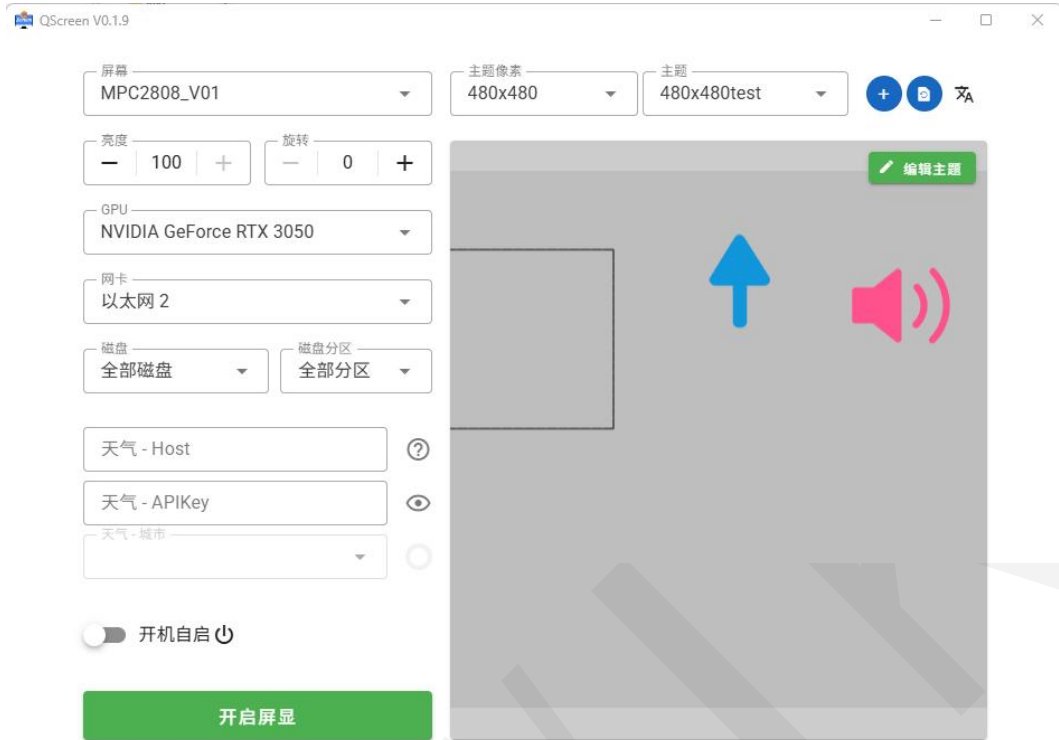 QScreen V0.1.9
屏幕
MPC2808_V01
主题像素
480x480
主题
480x480test
亮度
100
旋转
0
编辑主题
GPU
NVIDIA GeForce RTX 3050
网卡
以太网 2
磁盘
全部磁盘
磁盘分区
全部分区
天气 - Host
天气 - APIKey
天气 - 城市
开机自启
开启屏显